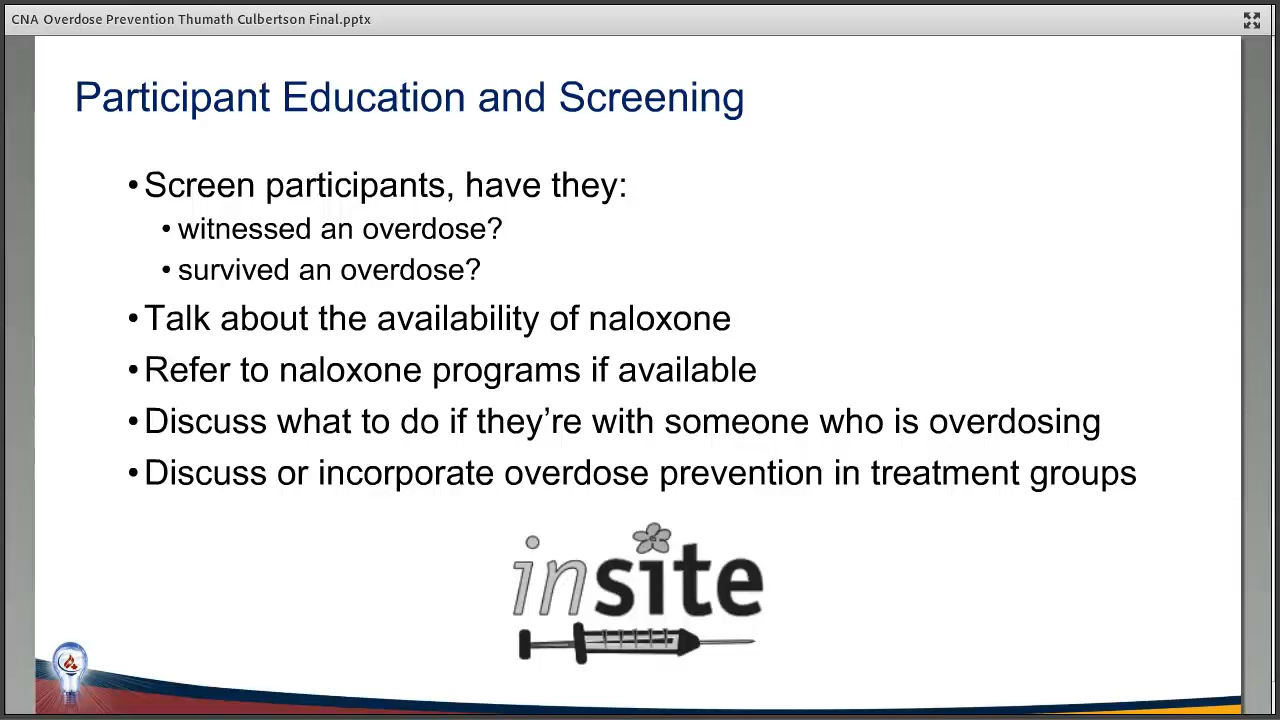 CNA Overdose Prevention Thumath Culbertson Final.pptx
Participant Education and Screening
• Screen participants, have they:
• witnessed an overdose?
• survived an overdose?
• Talk about the availability of naloxone
• Refer to naloxone programs if available
• Discuss what to do if they’re with someone who is overdosing
• Discuss or incorporate overdose prevention in treatment groups
insite